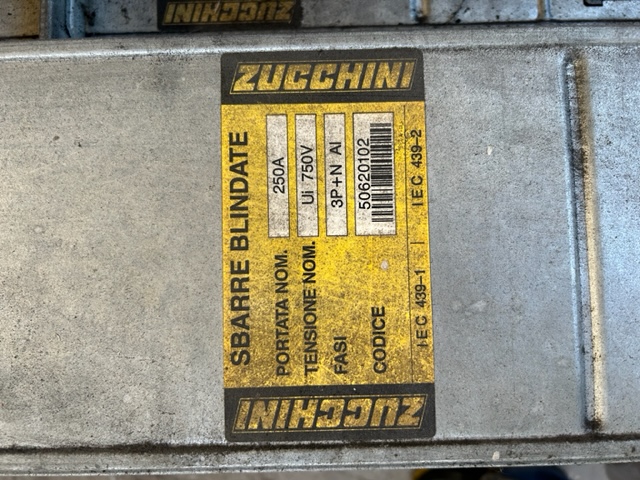 ZUCCHINI
ZUCCHINI
SBARRE BLINDATE
PORTATA NOM. 250A
TENSIONE NOM. Ui 750V
FASI 3P+N Al
CODICE 50620102
IEC 439-1 | IEC 439-2
ZUCCHINI